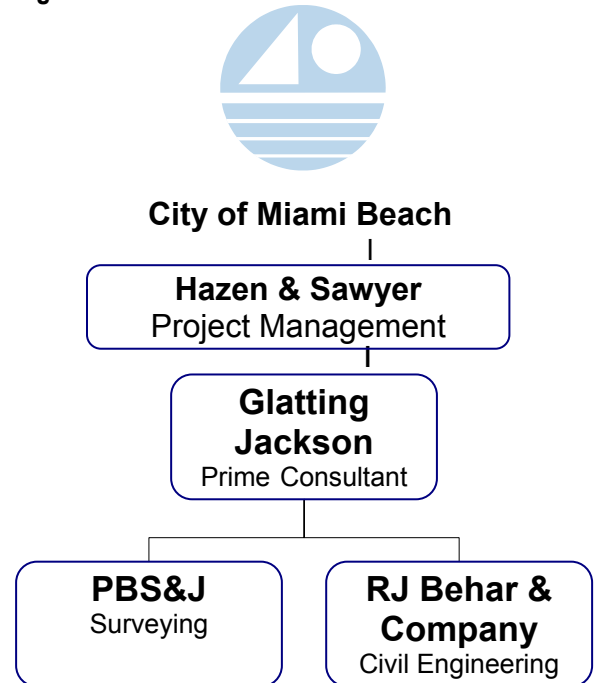 City of Miami Beach
Hazen & Sawyer
Project Management
Glatting
Jackson
Prime Consultant
PBS&J
Surveying
RJ Behar &
Company
Civil Engineering